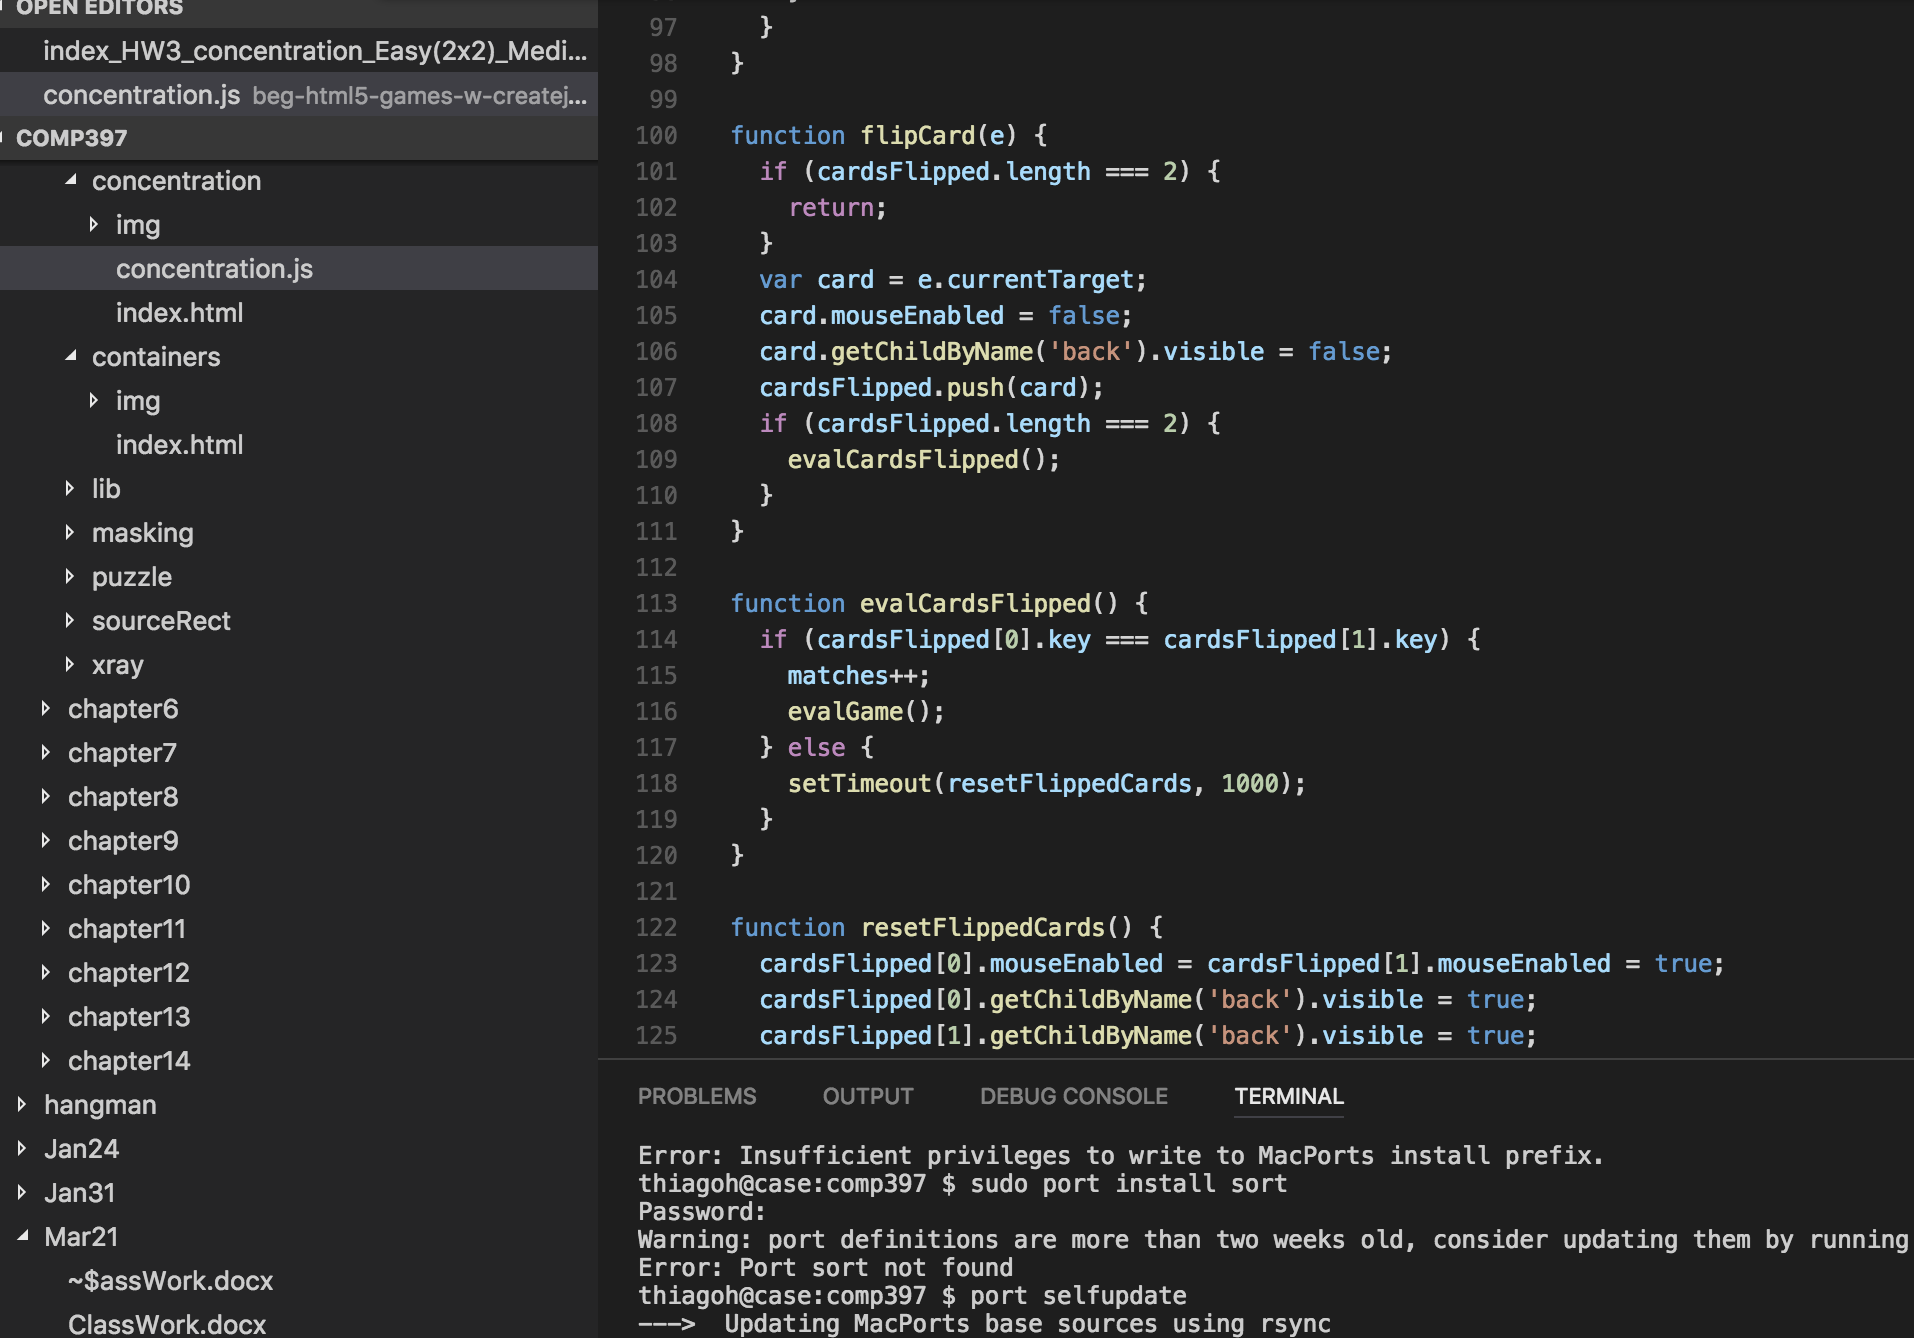 OPEN EDITORS
index_HW3_concentration_Easy(2x2)_Medi...
concentration.js beg-html5-games-w-createj...
COMP397
concentration
img
concentration.js
index.html
containers
img
index.html
lib
masking
puzzle
sourceRect
xray
chapter6
chapter7
chapter8
chapter9
chapter10
chapter11
chapter12
chapter13
chapter14
hangman
Jan24
Jan31
Mar21
~$assWork.docx
ClassWork.docx
97 }
98 }
99
100 function flipCard(e) {
101 if (cardsFlipped.length === 2) {
102 return;
103 }
104 var card = e.currentTarget;
105 card.mouseEnabled = false;
106 card.getChildByName('back').visible = false;
107 cardsFlipped.push(card);
108 if (cardsFlipped.length === 2) {
109 evalCardsFlipped();
110 }
111 }
112
113 function evalCardsFlipped() {
114 if (cardsFlipped[0].key === cardsFlipped[1].key) {
115 matches++;
116 evalGame();
117 } else {
118 setTimeout(resetFlippedCards, 1000);
119 }
120 }
121
122 function resetFlippedCards() {
123 cardsFlipped[0].mouseEnabled = cardsFlipped[1].mouseEnabled = true;
124 cardsFlipped[0].getChildByName('back').visible = true;
125 cardsFlipped[1].getChildByName('back').visible = true;
PROBLEMS OUTPUT DEBUG CONSOLE TERMINAL
Error: Insufficient privileges to write to MacPorts install prefix.
thiagoh@case:comp397 $ sudo port install sort
Password:
Warning: port definitions are more than two weeks old, consider updating them by running
Error: Port sort not found
thiagoh@case:comp397 $ port selfupdate
---> Updating MacPorts base sources using rsync